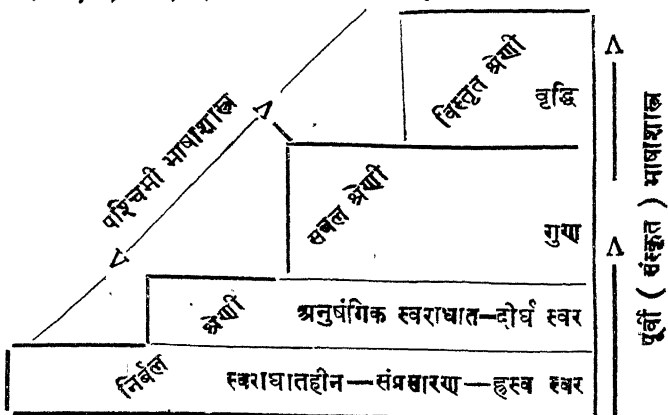 विस्तृत श्रेणी
वृद्धि
पश्चिमी भाषाशास्त्र
सबल श्रेणी
गुण
पूर्वी ( संस्कृत ) भाषाशास्त्र
श्रेणी
अनुषंगिक स्वराघात—दीर्घ स्वर
निर्बल
स्वराघातहीन—संप्रसारण—ह्रस्व स्वर